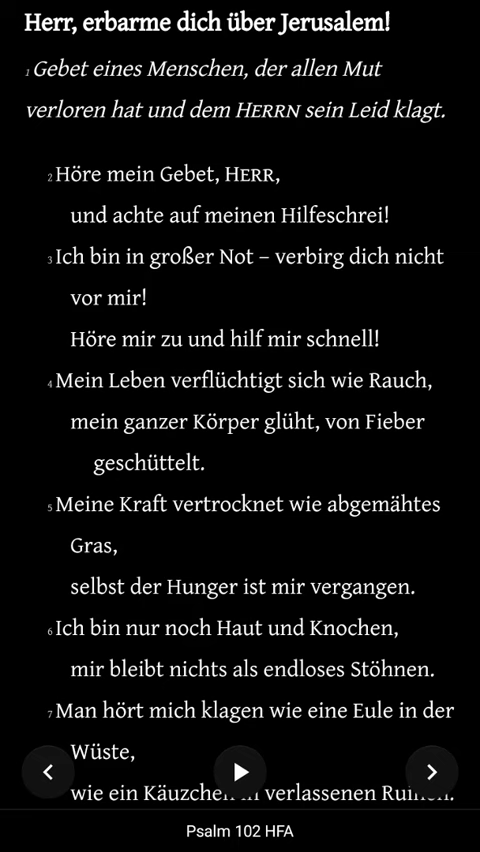 Herr, erbarme dich über Jerusalem!
1 Gebet eines Menschen, der allen Mut
verloren hat und dem HERRN sein Leid klagt.
2 Höre mein Gebet, HERR,
und achte auf meinen Hilfeschrei!
3 Ich bin in großer Not – verbirg dich nicht
vor mir!
Höre mir zu und hilf mir schnell!
4 Mein Leben verflüchtigt sich wie Rauch,
mein ganzer Körper glüht, von Fieber
geschüttelt.
5 Meine Kraft vertrocknet wie abgemähtes
Gras,
selbst der Hunger ist mir vergangen.
6 Ich bin nur noch Haut und Knochen,
mir bleibt nichts als endloses Stöhnen.
7 Man hört mich klagen wie eine Eule in der
Wüste,
wie ein Käuzchen in verlassenen Ruinen.
Psalm 102 HFA